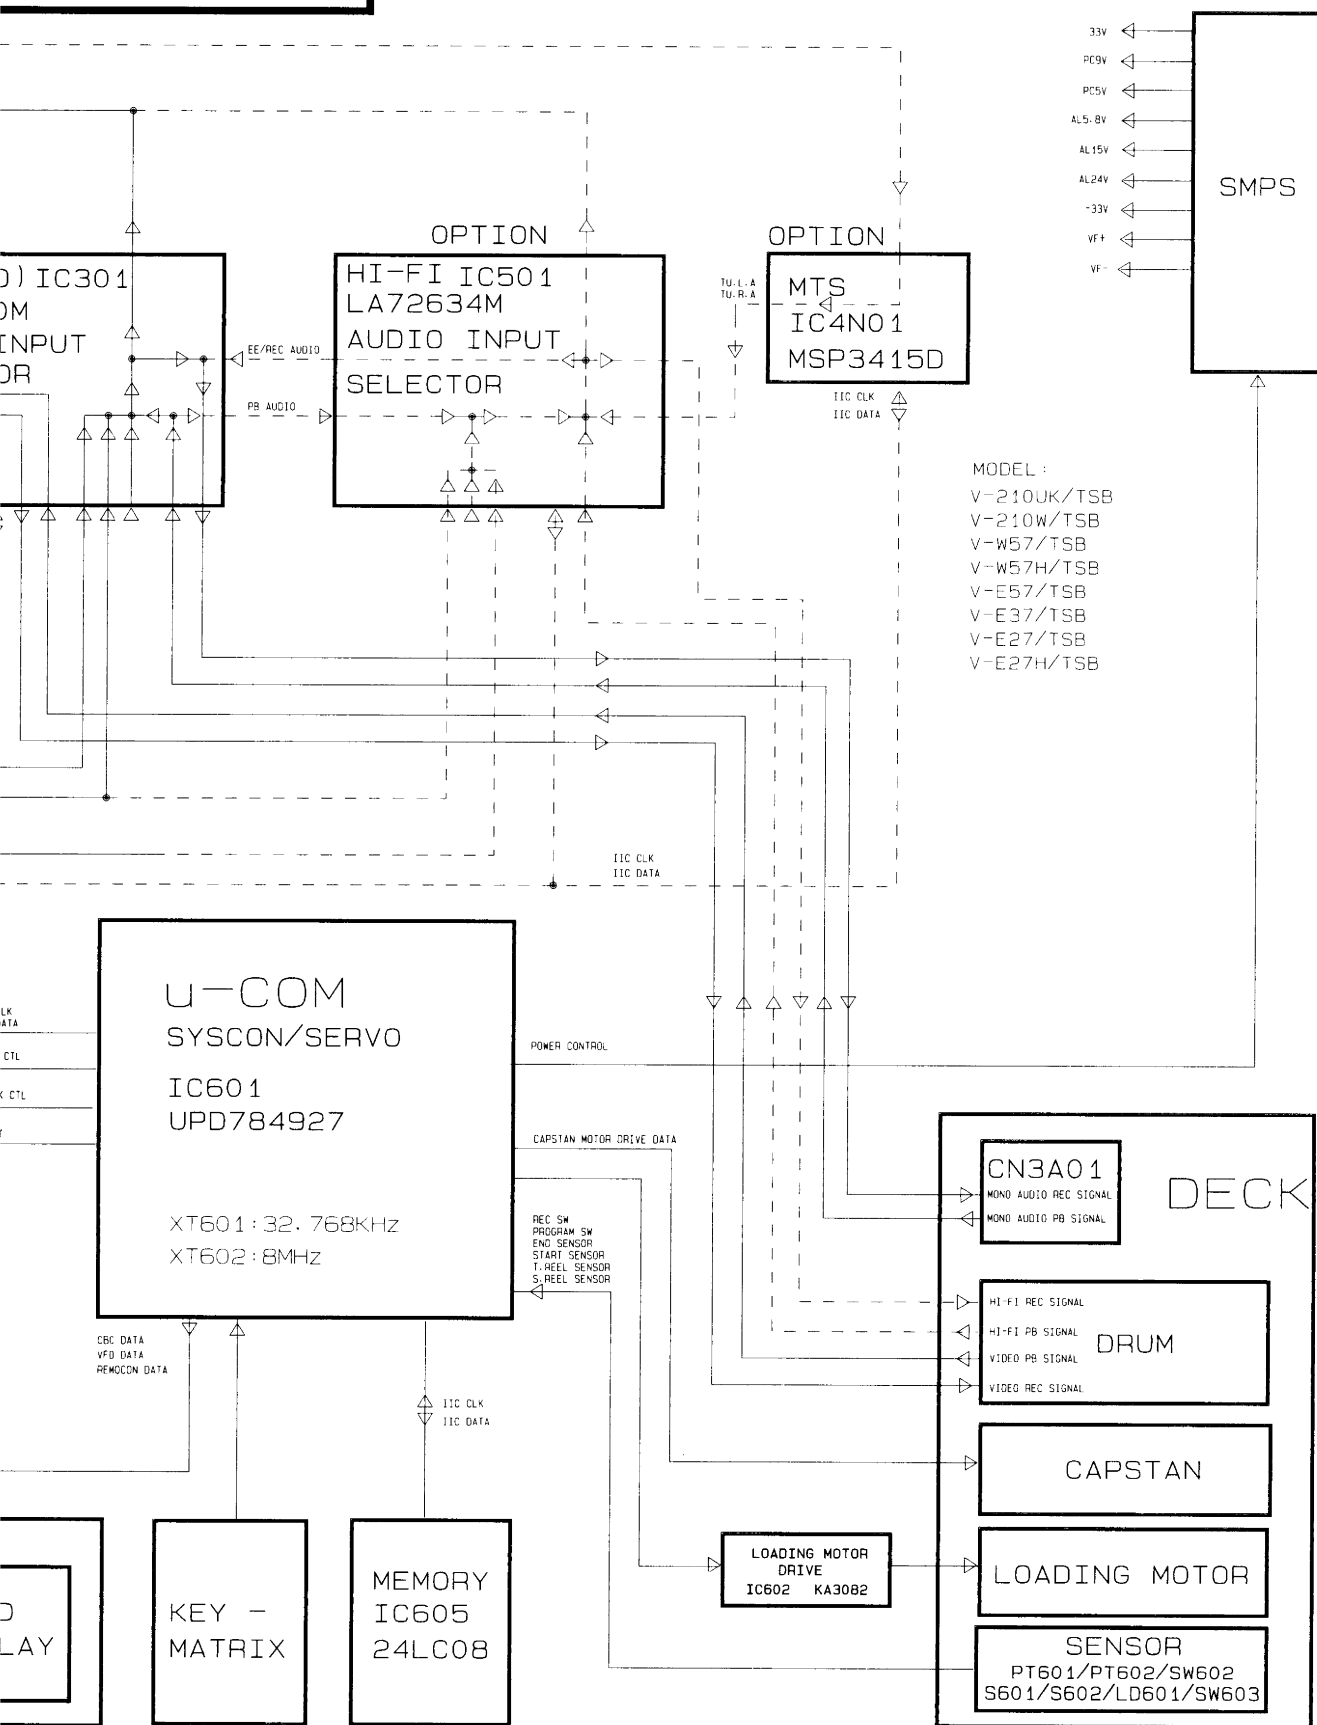 33V
PC9V
PC5V
AL5.8V
AL15V
AL24V
-33V
VF+
VF-
SMPS
OPTION
OPTION
) IC301
OM
INPUT
OR
HI-FI IC501
LA72634M
AUDIO INPUT
SELECTOR
TU.L.A
TU.R.A
MTS
IC4N01
MSP3415D
EE/REC AUDIO
PB AUDIO
IIC CLK
IIC DATA
MODEL :
V-210UK/TSB
V-210W/TSB
V-W57/TSB
V-W57H/TSB
V-E57/TSB
V-E37/TSB
V-E27/TSB
V-E27H/TSB
IIC CLK
IIC DATA
u-COM
SYSCON/SERVO
IC601
UPD784927
XT601:32.768KHz
XT602:8MHz
LK
ATA
CTL
CTL
POWER CONTROL
CAPSTAN MOTOR DRIVE DATA
REC SW
PROGRAM SW
END SENSOR
START SENSOR
T.REEL SENSOR
S.REEL SENSOR
CBC DATA
VFD DATA
REMOCON DATA
IIC CLK
IIC DATA
DECK
CN3A01
MONO AUDIO REC SIGNAL
MONO AUDIO PB SIGNAL
HI-FI REC SIGNAL
HI-FI PB SIGNAL
DRUM
VIDEO PB SIGNAL
VIDEO REC SIGNAL
CAPSTAN
LOADING MOTOR
DRIVE
IC602 KA3082
LOADING MOTOR
SENSOR
PT601/PT602/SW602
S601/S602/LD601/SW603
D
LAY
KEY -
MATRIX
MEMORY
IC605
24LC08